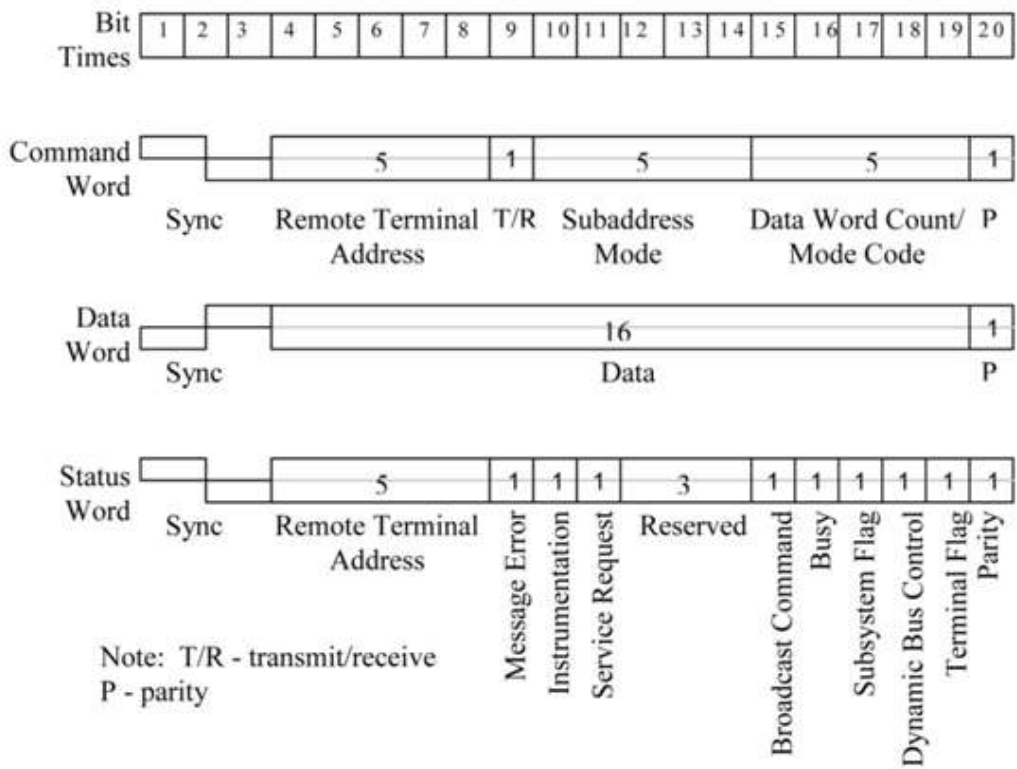 Bit
Times
1 2 3 4 5 6 7 8 9 10 11 12 13 14 15 16 17 18 19 20
Command
Word
5 1 5 5 1
Sync Remote Terminal T/R Subaddress Data Word Count/ P
Address Mode Mode Code
Data
Word
16 1
Sync Data P
Status
Word
5 1 1 1 3 1 1 1 1 1 1
Sync Remote Terminal Reserved
Address
Message Error
Instrumentation
Service Request
Broadcast Command
Busy
Subsystem Flag
Dynamic Bus Control
Terminal Flag
Parity
Note: T/R - transmit/receive
P - parity